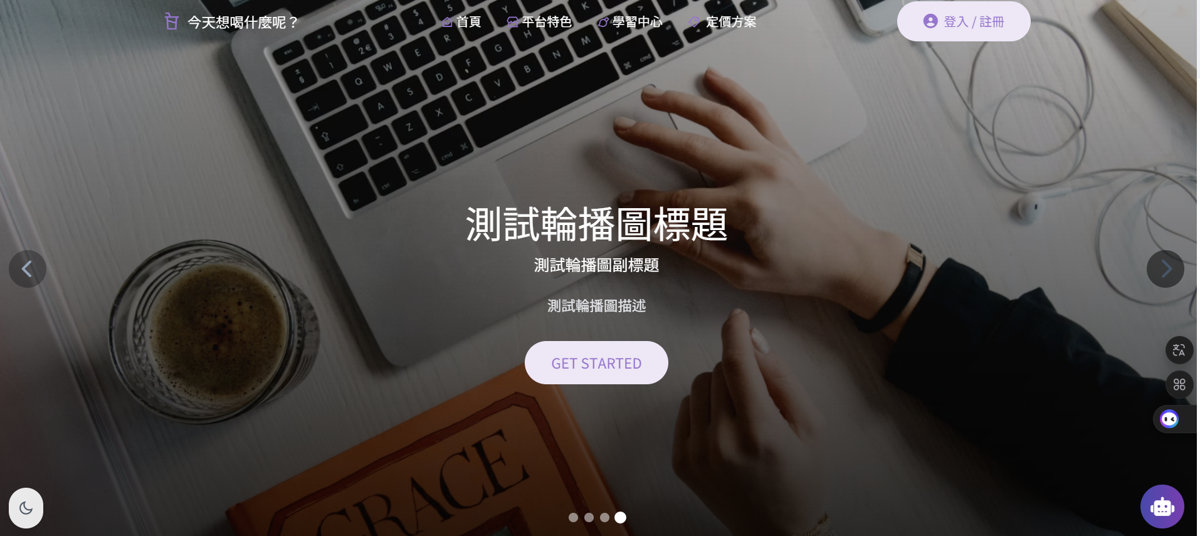 今天想喝什麼呢？
首頁
平台特色
學習中心
定價方案
登入 / 註冊
測試輪播圖標題
測試輪播圖副標題
測試輪播圖描述
GET STARTED
GRACE